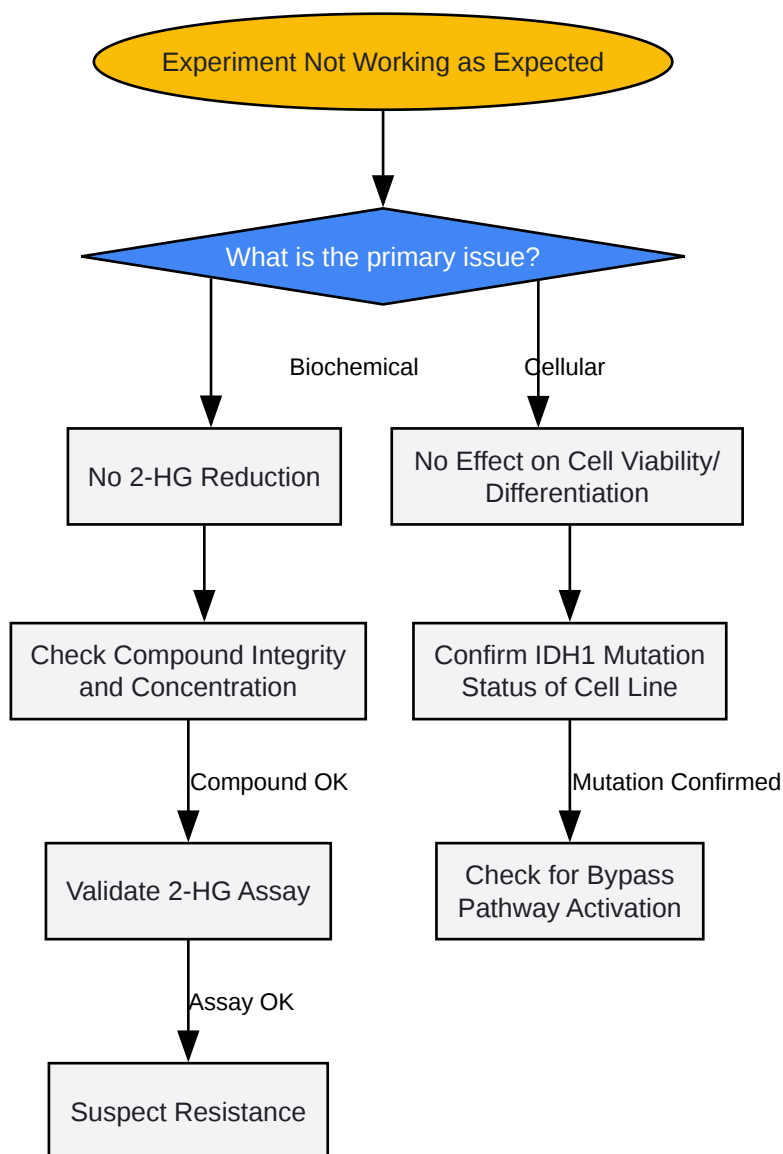 Experiment Not Working as Expected
What is the primary issue?
Biochemical
Cellular
No 2-HG Reduction
No Effect on Cell Viability/
Differentiation
Check Compound Integrity
and Concentration
Confirm IDH1 Mutation
Status of Cell Line
Compound OK
Mutation Confirmed
Validate 2-HG Assay
Check for Bypass
Pathway Activation
Assay OK
Suspect Resistance